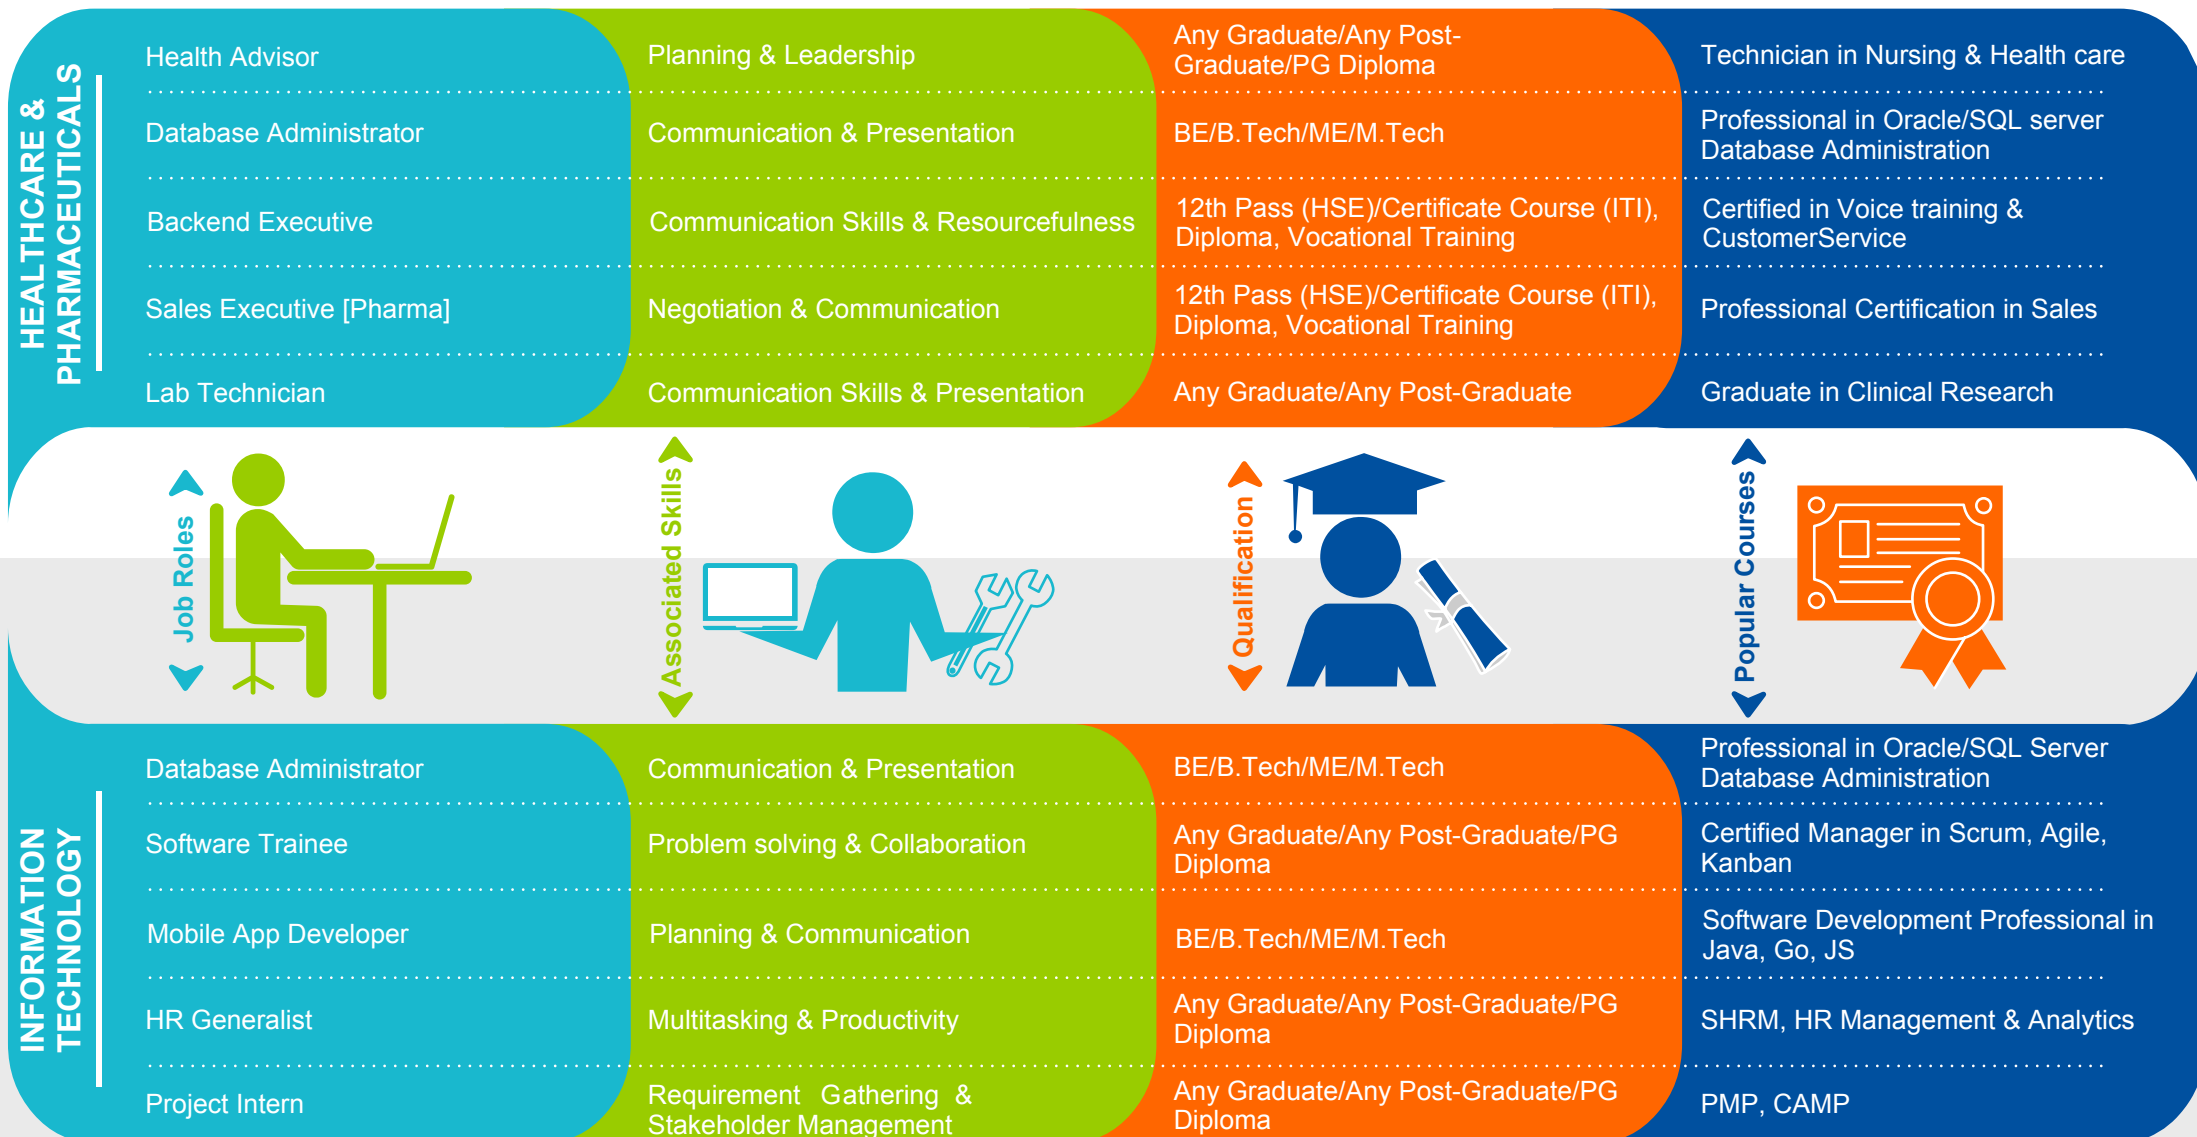 HEALTHCARE &
PHARMACEUTICALS
Health Advisor
Planning & Leadership
Any Graduate/Any Post-
Graduate/PG Diploma
Technician in Nursing & Health care
Database Administrator
Communication & Presentation
BE/B.Tech/ME/M.Tech
Professional in Oracle/SQL server
Database Administration
Backend Executive
Communication Skills & Resourcefulness
12th Pass (HSE)/Certificate Course (ITI),
Diploma, Vocational Training
Certified in Voice training &
CustomerService
Sales Executive [Pharma]
Negotiation & Communication
12th Pass (HSE)/Certificate Course (ITI),
Diploma, Vocational Training
Professional Certification in Sales
Lab Technician
Communication Skills & Presentation
Any Graduate/Any Post-Graduate
Graduate in Clinical Research
Job Roles
Associated Skills
Qualification
Popular Courses
INFORMATION
TECHNOLOGY
Database Administrator
Communication & Presentation
BE/B.Tech/ME/M.Tech
Professional in Oracle/SQL Server
Database Administration
Software Trainee
Problem solving & Collaboration
Any Graduate/Any Post-Graduate/PG
Diploma
Certified Manager in Scrum, Agile,
Kanban
Mobile App Developer
Planning & Communication
BE/B.Tech/ME/M.Tech
Software Development Professional in
Java, Go, JS
HR Generalist
Multitasking & Productivity
Any Graduate/Any Post-Graduate/PG
Diploma
SHRM, HR Management & Analytics
Project Intern
Requirement Gathering &
Stakeholder Management
Any Graduate/Any Post-Graduate/PG
Diploma
PMP, CAMP